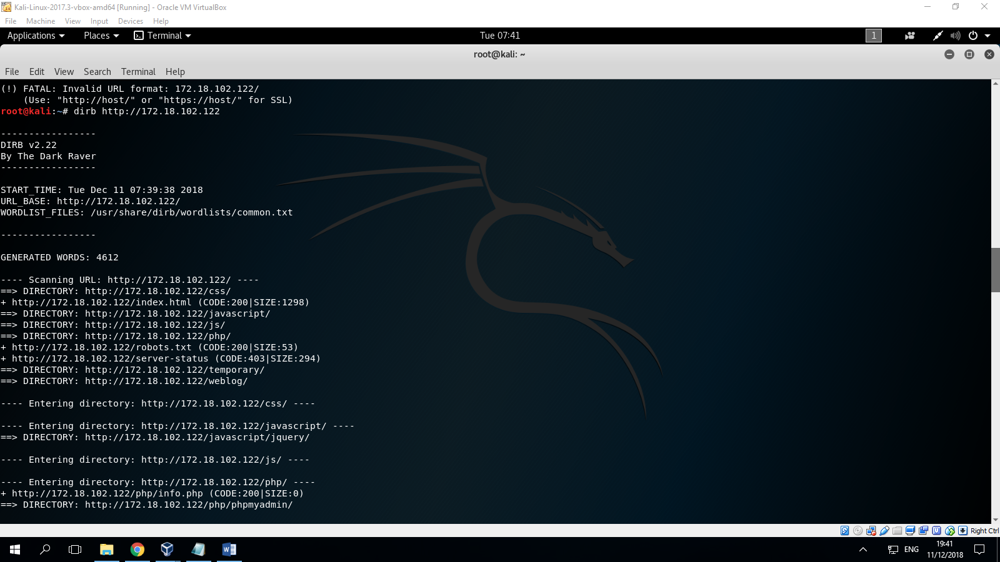 Kali-Linux-2017.3-vbox-amd64 [Running] - Oracle VM VirtualBox
File Machine View Input Devices Help
Applications Places Terminal Tue 07:41 1
root@kali: ~
File Edit View Search Terminal Help
(!) FATAL: Invalid URL format: 172.18.102.122/
    (Use: "http://host/" or "https://host/" for SSL)
root@kali:~# dirb http://172.18.102.122
-----------------
DIRB v2.22
By The Dark Raver
-----------------
START_TIME: Tue Dec 11 07:39:38 2018
URL_BASE: http://172.18.102.122/
WORDLIST_FILES: /usr/share/dirb/wordlists/common.txt
-----------------
GENERATED WORDS: 4612
---- Scanning URL: http://172.18.102.122/ ----
==> DIRECTORY: http://172.18.102.122/css/
+ http://172.18.102.122/index.html (CODE:200|SIZE:1298)
==> DIRECTORY: http://172.18.102.122/javascript/
==> DIRECTORY: http://172.18.102.122/js/
==> DIRECTORY: http://172.18.102.122/php/
+ http://172.18.102.122/robots.txt (CODE:200|SIZE:53)
+ http://172.18.102.122/server-status (CODE:403|SIZE:294)
==> DIRECTORY: http://172.18.102.122/temporary/
==> DIRECTORY: http://172.18.102.122/weblog/
---- Entering directory: http://172.18.102.122/css/ ----
---- Entering directory: http://172.18.102.122/javascript/ ----
==> DIRECTORY: http://172.18.102.122/javascript/jquery/
---- Entering directory: http://172.18.102.122/js/ ----
---- Entering directory: http://172.18.102.122/php/ ----
+ http://172.18.102.122/php/info.php (CODE:200|SIZE:0)
==> DIRECTORY: http://172.18.102.122/php/phpmyadmin/
Right Ctrl
ENG
19:41
11/12/2018